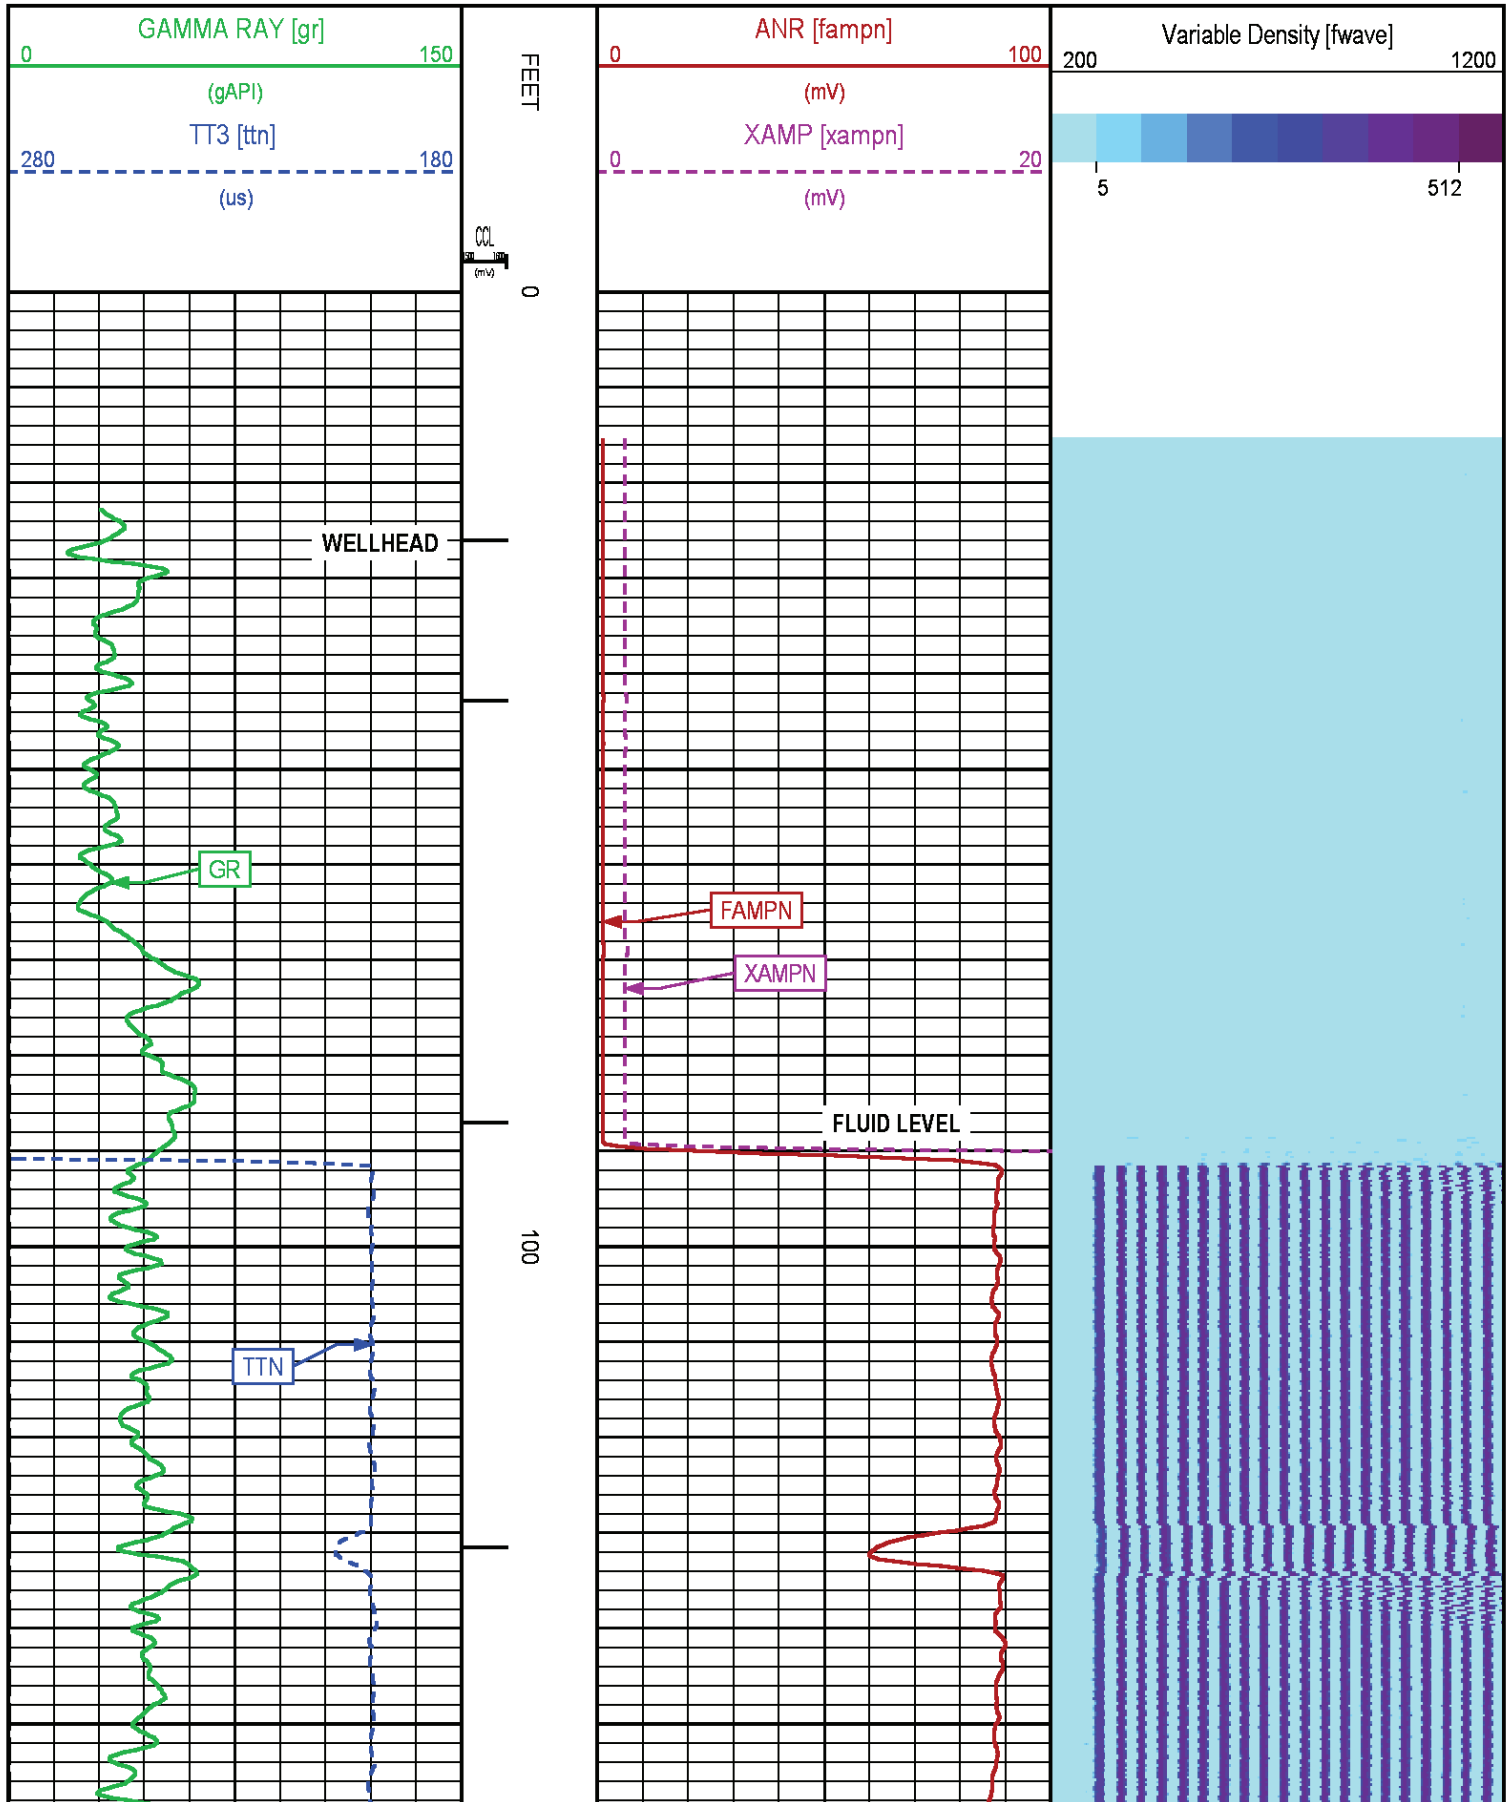 GAMMA RAY [gr]
0 150
(gAPI)
TT3 [ttn]
280 180
(us)
FEET
CCL
(mV)
0
ANR [fampn]
0 100
(mV)
XAMP [xampn]
0 20
(mV)
Variable Density [fwave]
200 1200
5 512
WELLHEAD
GR
FAMPN
XAMPN
FLUID LEVEL
100
TTN